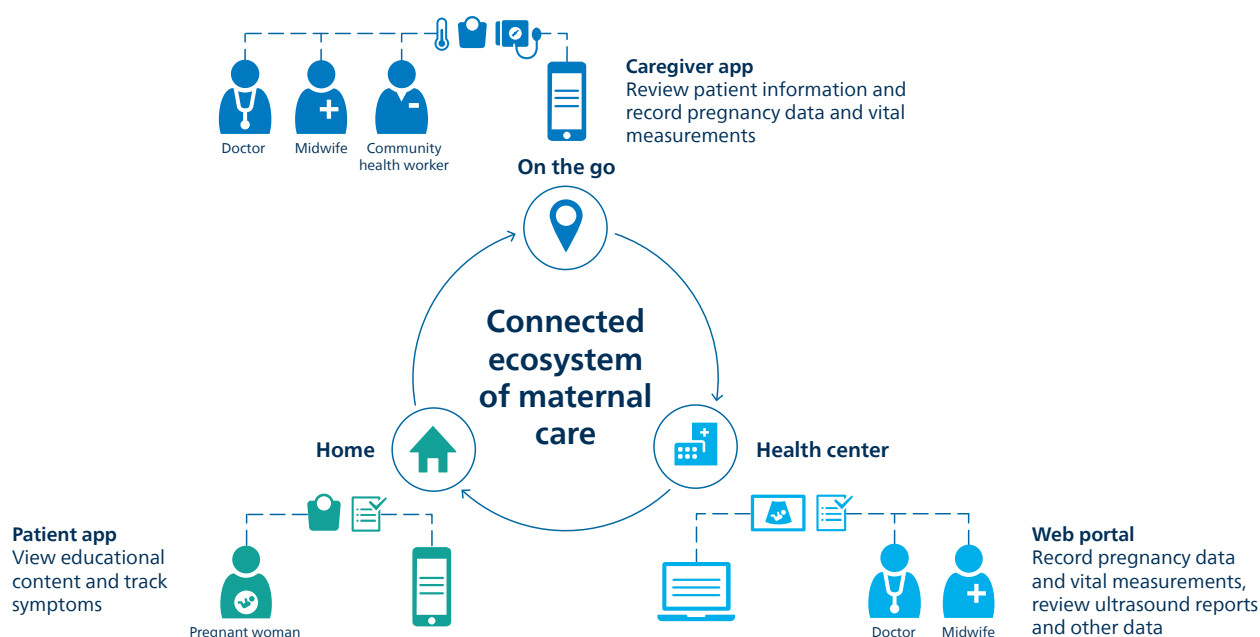 Caregiver app
Review patient information and
record pregnancy data and vital
measurements
Doctor
Midwife
Community
health worker
On the go
Connected
ecosystem
of maternal
care
Home
Health center
Patient app
View educational
content and track
symptoms
Pregnant woman
Web portal
Record pregnancy data
and vital measurements,
review ultrasound reports
and other data
Doctor
Midwife